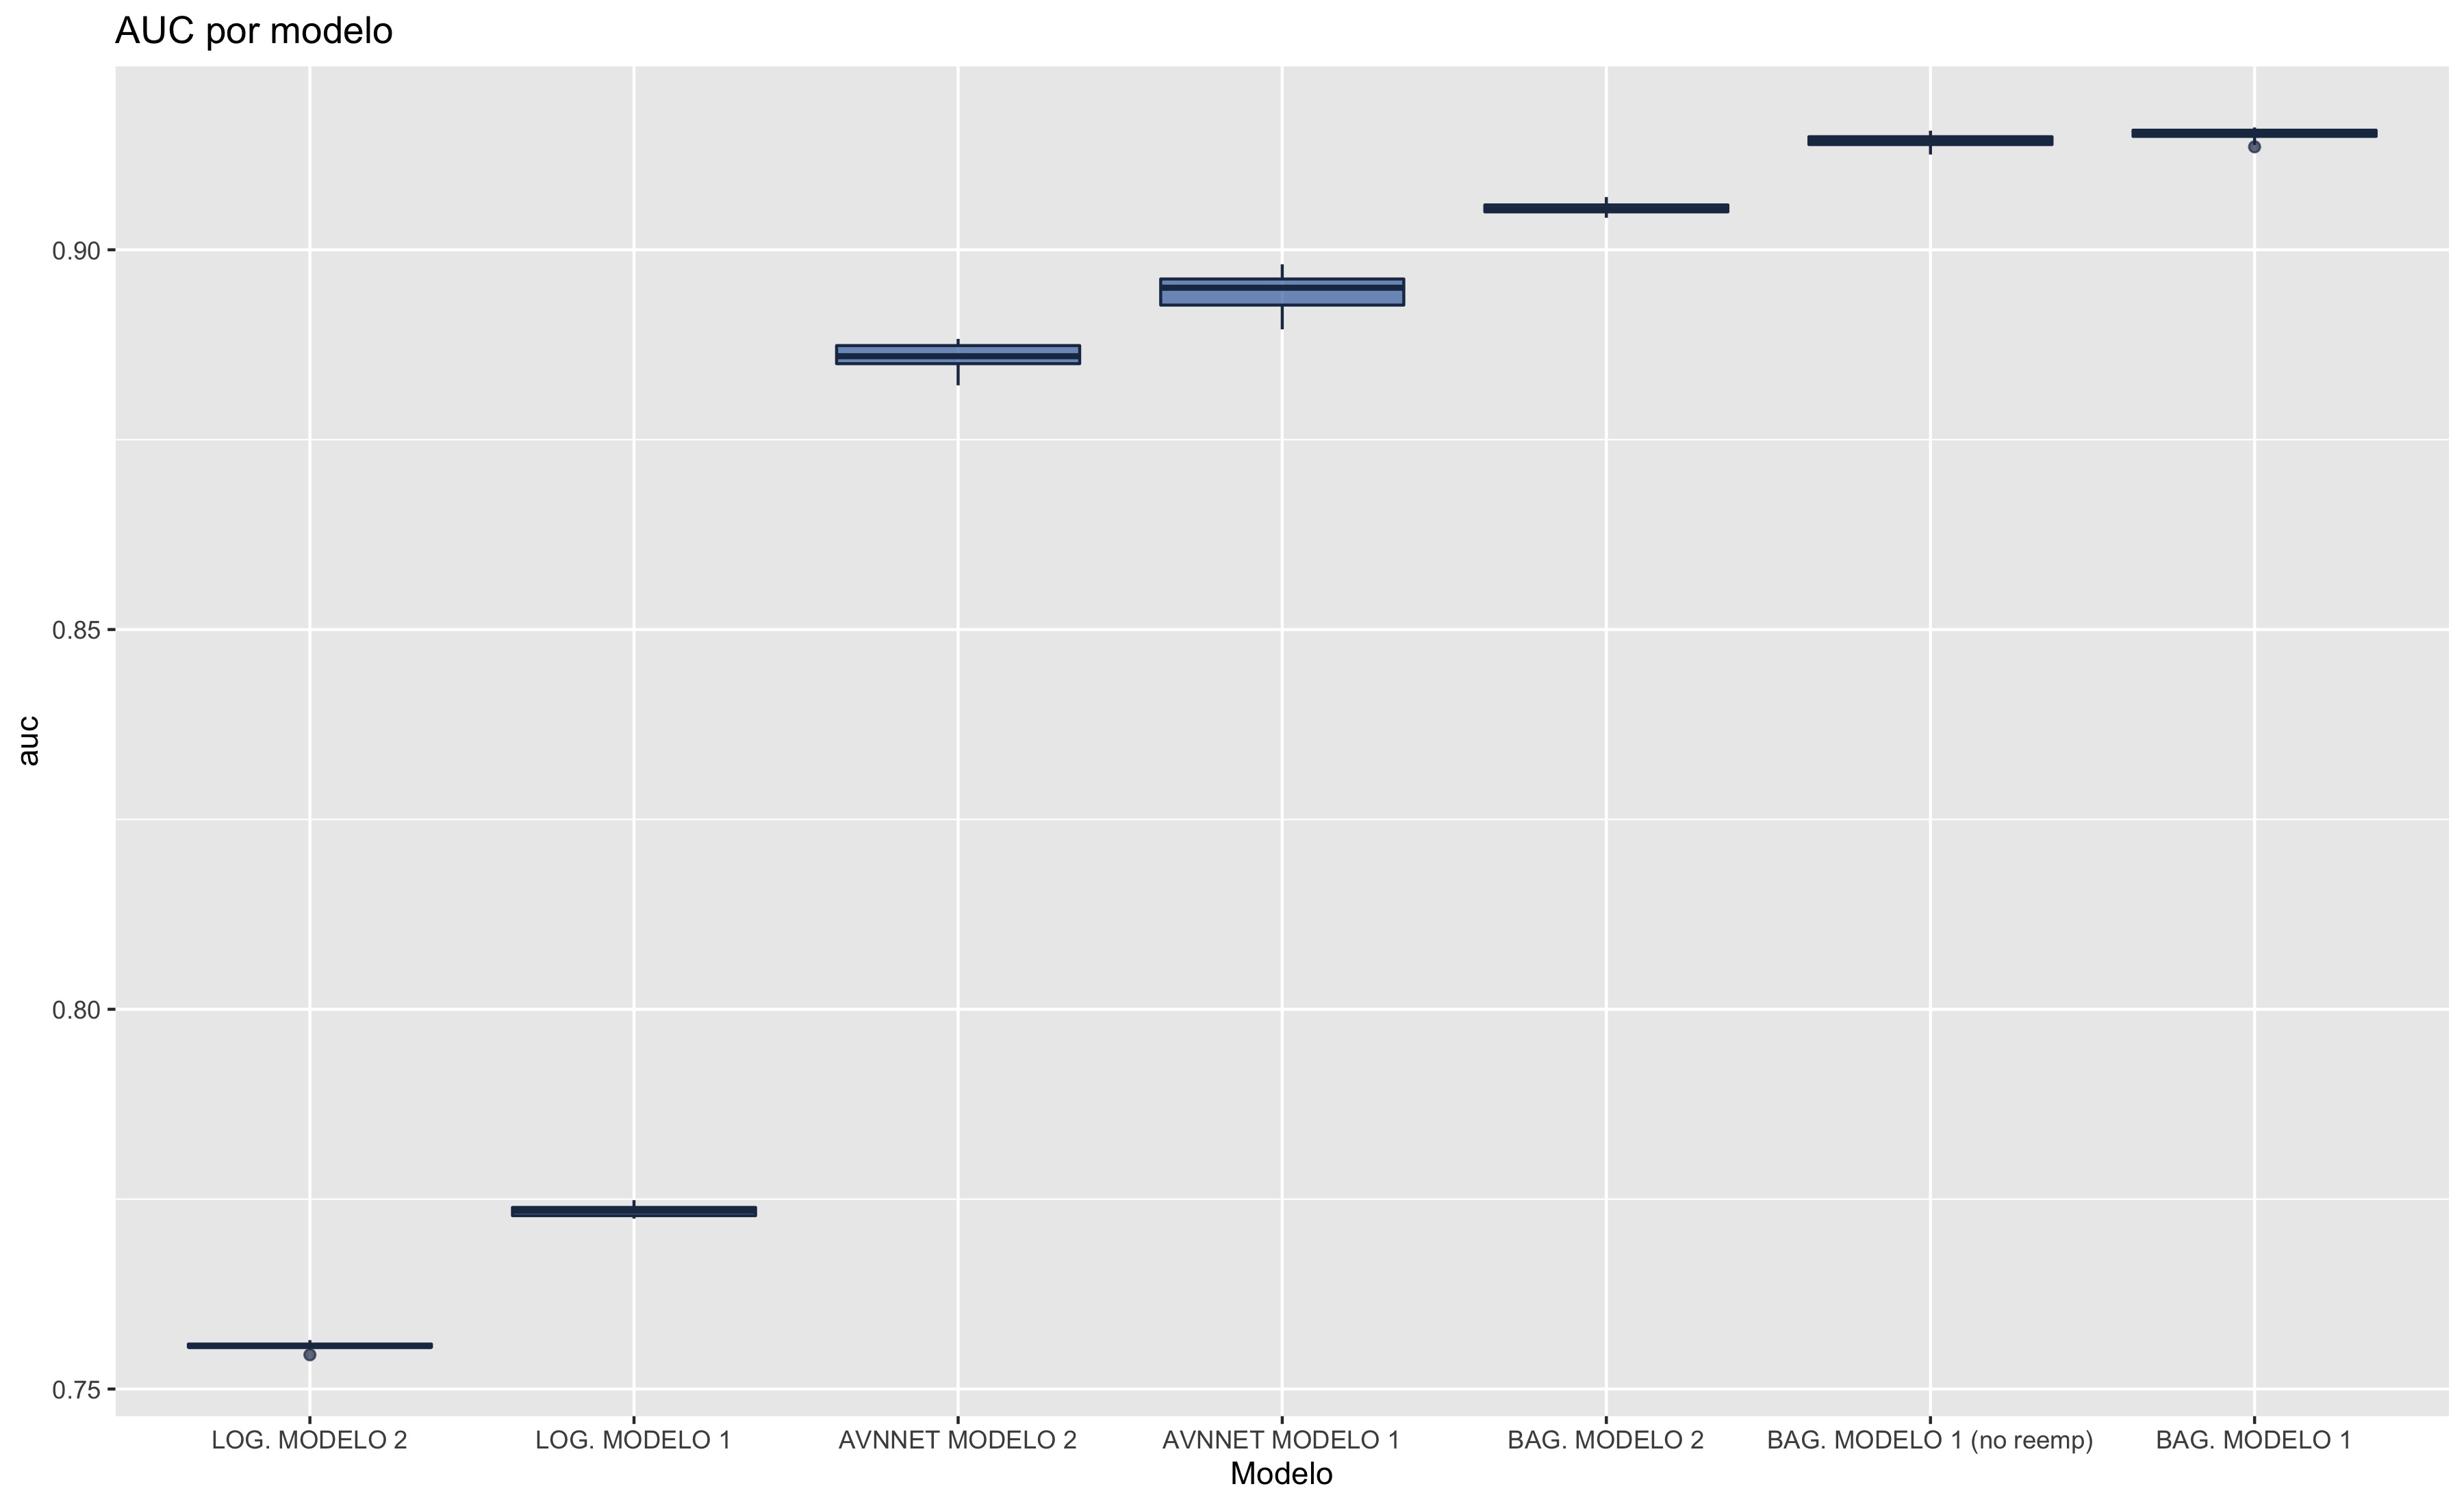 AUC por modelo
auc
0.90
0.85
0.80
0.75
LOG. MODELO 2
LOG. MODELO 1
AVNNET MODELO 2
AVNNET MODELO 1
BAG. MODELO 2
BAG. MODELO 1 (no reemp)
BAG. MODELO 1
Modelo